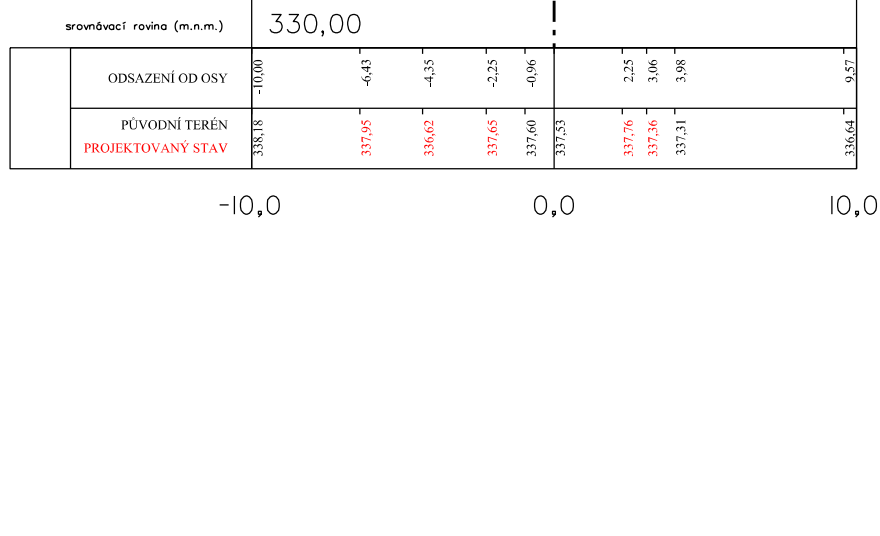 srovnávací rovina (m.n.m.) 330,00
ODSAZENÍ OD OSY -10,00 -6,43 -4,35 -2,25 -0,96 2,25 3,06 3,98 9,57
PŮVODNÍ TERÉN
PROJEKTOVANÝ STAV
338,18 337,95 336,62 337,65 337,60 337,53 337,76 337,36 337,31 336,64
-10,0 0,0 10,0